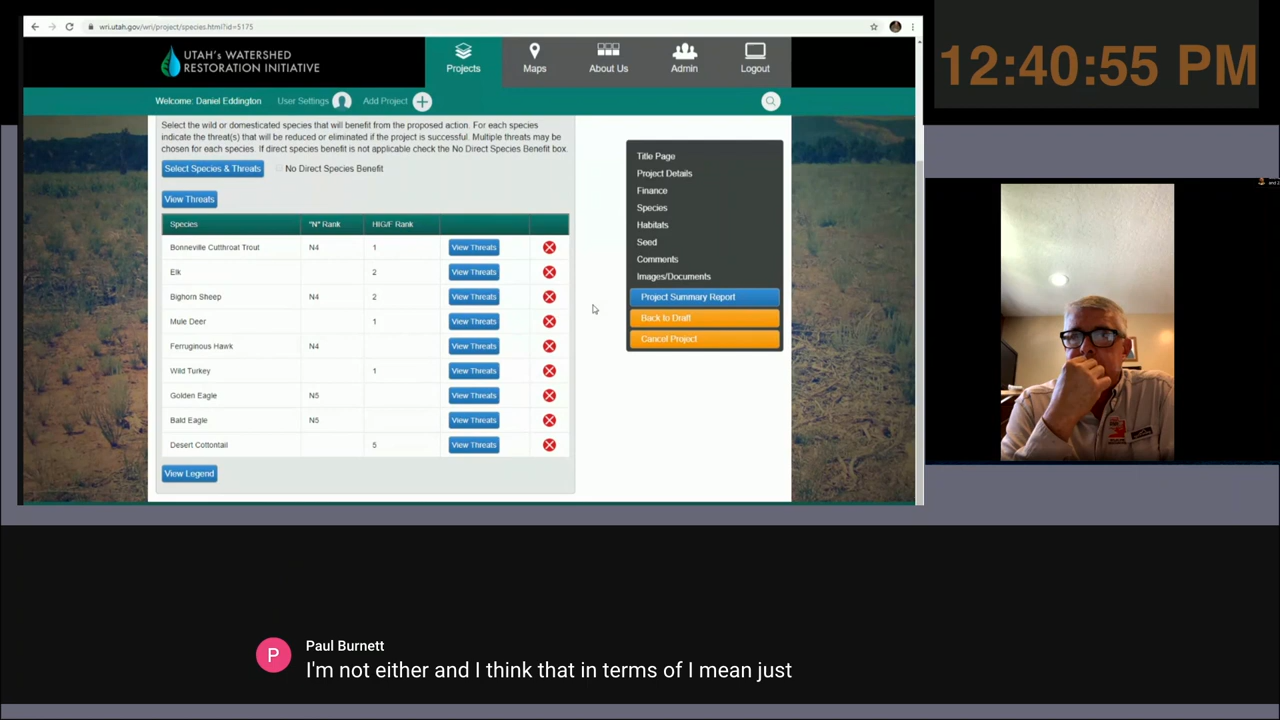 wri.utah.gov/wri/project/species.html?id=5175
12:40:55 PM
UTAH's WATERSHED
RESTORATION INITIATIVE
Projects
Maps
About Us
Admin
Logout
Welcome: Daniel Eddington
User Settings
Add Project
Select the wild or domesticated species that will benefit from the proposed action. For each species
indicate the threat(s) that will be reduced or eliminated if the project is successful. Multiple threats may be
chosen for each species. If direct species benefit is not applicable check the No Direct Species Benefit box.
Select Species & Threats No Direct Species Benefit
View Threats
Species "N" Rank HIG/F Rank
Bonneville Cutthroat Trout N4 1 View Threats
Elk 2 View Threats
Bighorn Sheep N4 2 View Threats
Mule Deer 1 View Threats
Ferruginous Hawk N4 View Threats
Wild Turkey 1 View Threats
Golden Eagle N5 View Threats
Bald Eagle N5 View Threats
Desert Cottontail 5 View Threats
View Legend
Title Page
Project Details
Finance
Species
Habitats
Seed
Comments
Images/Documents
Project Summary Report
Back to Draft
Cancel Project
P
Paul Burnett
I'm not either and I think that in terms of I mean just